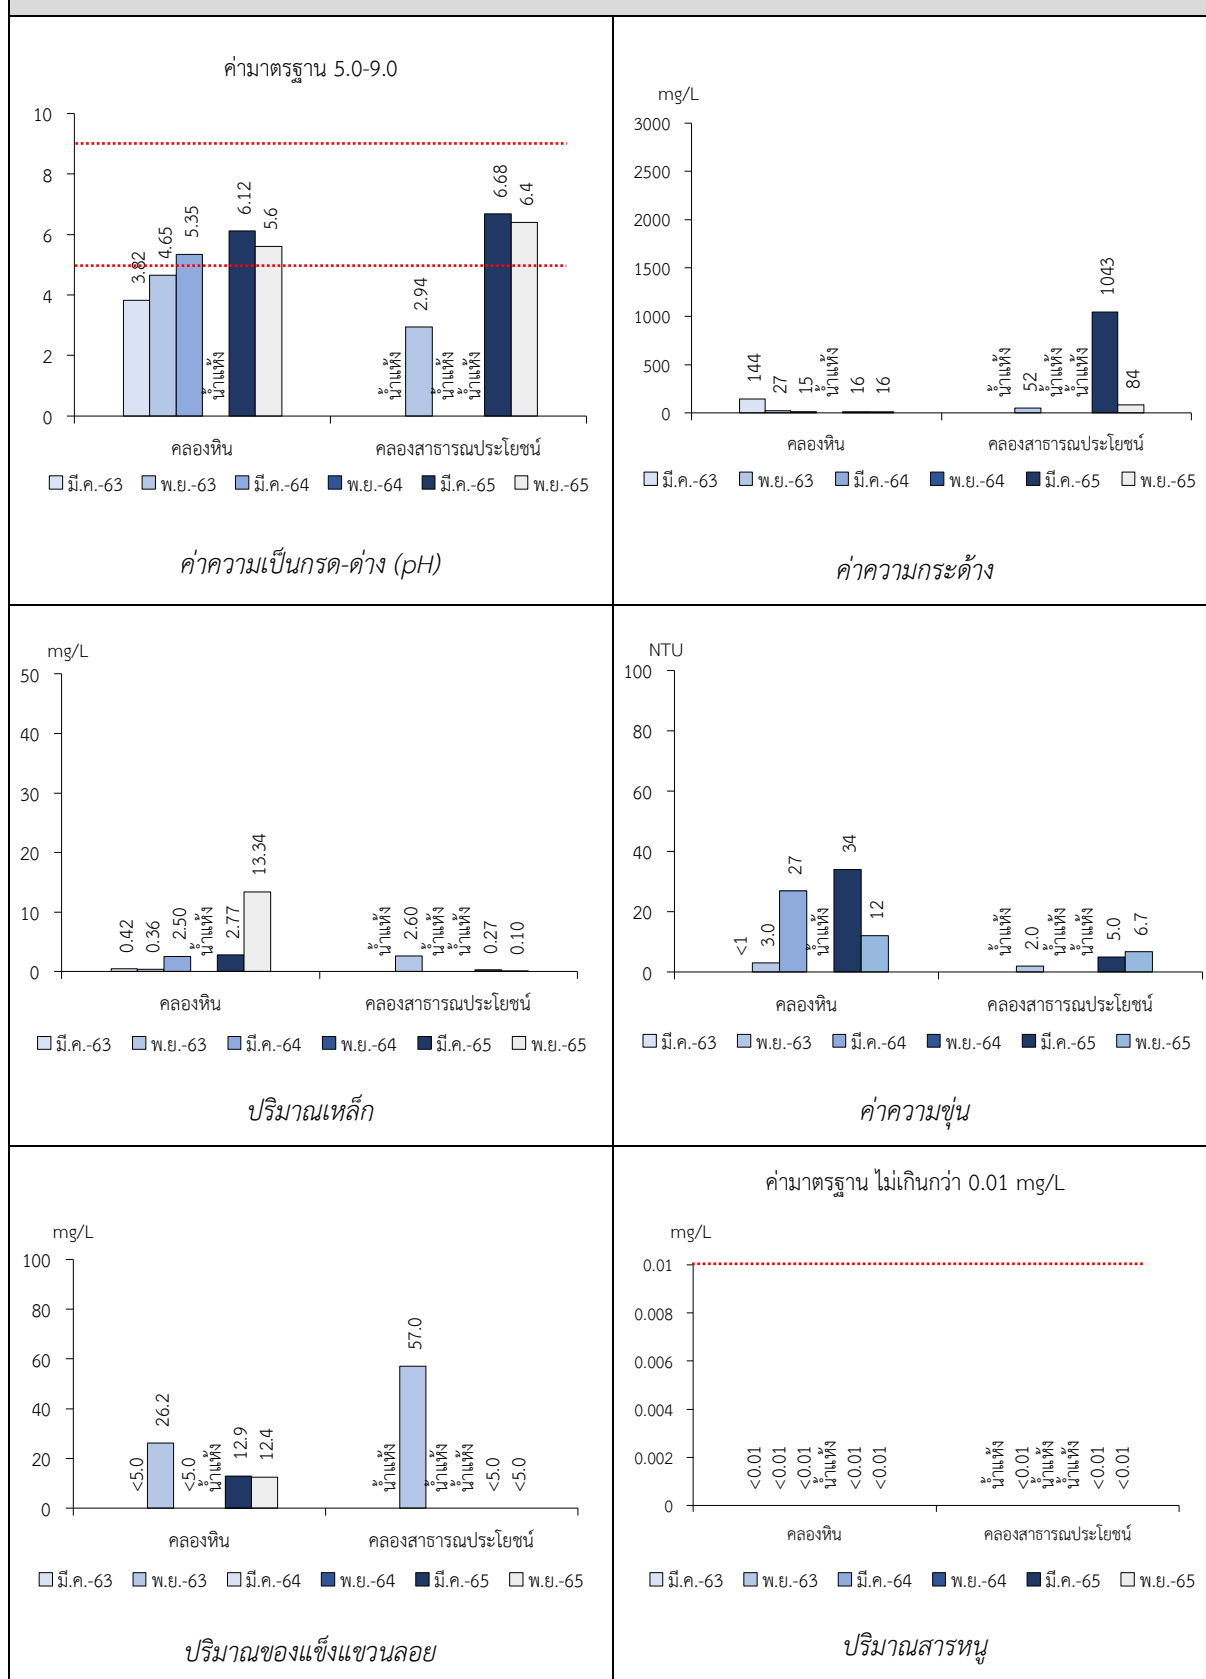 ค่ามาตรฐาน 5.0-9.0
10
8
6
4
2
0
3.82
4.65
5.35
น้ำแห้ง
6.12
5.6
น้ำแห้ง
2.94
น้ำแห้ง
น้ำแห้ง
6.68
6.4
คลองหิน
คลองสาธารณประโยชน์
มี.ค.-63 พ.ย.-63 มี.ค.-64 พ.ย.-64 มี.ค.-65 พ.ย.-65
ค่าความเป็นกรด-ด่าง (pH)
mg/L
3000
2500
2000
1500
1000
500
0
144
27
15
น้ำแห้ง
16
16
น้ำแห้ง
52
น้ำแห้ง
น้ำแห้ง
1043
84
คลองหิน
คลองสาธารณประโยชน์
มี.ค.-63 พ.ย.-63 มี.ค.-64 พ.ย.-64 มี.ค.-65 พ.ย.-65
ค่าความกระด้าง
mg/L
50
40
30
20
10
0
0.42
0.36
2.50
น้ำแห้ง
2.77
13.34
น้ำแห้ง
2.60
น้ำแห้ง
น้ำแห้ง
0.27
0.10
คลองหิน
คลองสาธารณประโยชน์
มี.ค.-63 พ.ย.-63 มี.ค.-64 พ.ย.-64 มี.ค.-65 พ.ย.-65
ปริมาณเหล็ก
NTU
100
80
60
40
20
0
<1
3.0
27
น้ำแห้ง
34
12
น้ำแห้ง
2.0
น้ำแห้ง
น้ำแห้ง
5.0
6.7
คลองหิน
คลองสาธารณประโยชน์
มี.ค.-63 พ.ย.-63 มี.ค.-64 พ.ย.-64 มี.ค.-65 พ.ย.-65
ค่าความขุ่น
mg/L
100
80
60
40
20
0
<5.0
26.2
<5.0
น้ำแห้ง
12.9
12.4
น้ำแห้ง
57.0
น้ำแห้ง
น้ำแห้ง
<5.0
<5.0
คลองหิน
คลองสาธารณประโยชน์
มี.ค.-63 พ.ย.-63 มี.ค.-64 พ.ย.-64 มี.ค.-65 พ.ย.-65
ปริมาณของแข็งแขวนลอย
ค่ามาตรฐาน ไม่เกินกว่า 0.01 mg/L
mg/L
0.01
0.008
0.006
0.004
0.002
0
<0.01
<0.01
<0.01
น้ำแห้ง
<0.01
<0.01
น้ำแห้ง
<0.01
น้ำแห้ง
น้ำแห้ง
<0.01
<0.01
คลองหิน
คลองสาธารณประโยชน์
มี.ค.-63 พ.ย.-63 มี.ค.-64 พ.ย.-64 มี.ค.-65 พ.ย.-65
ปริมาณสารหนู